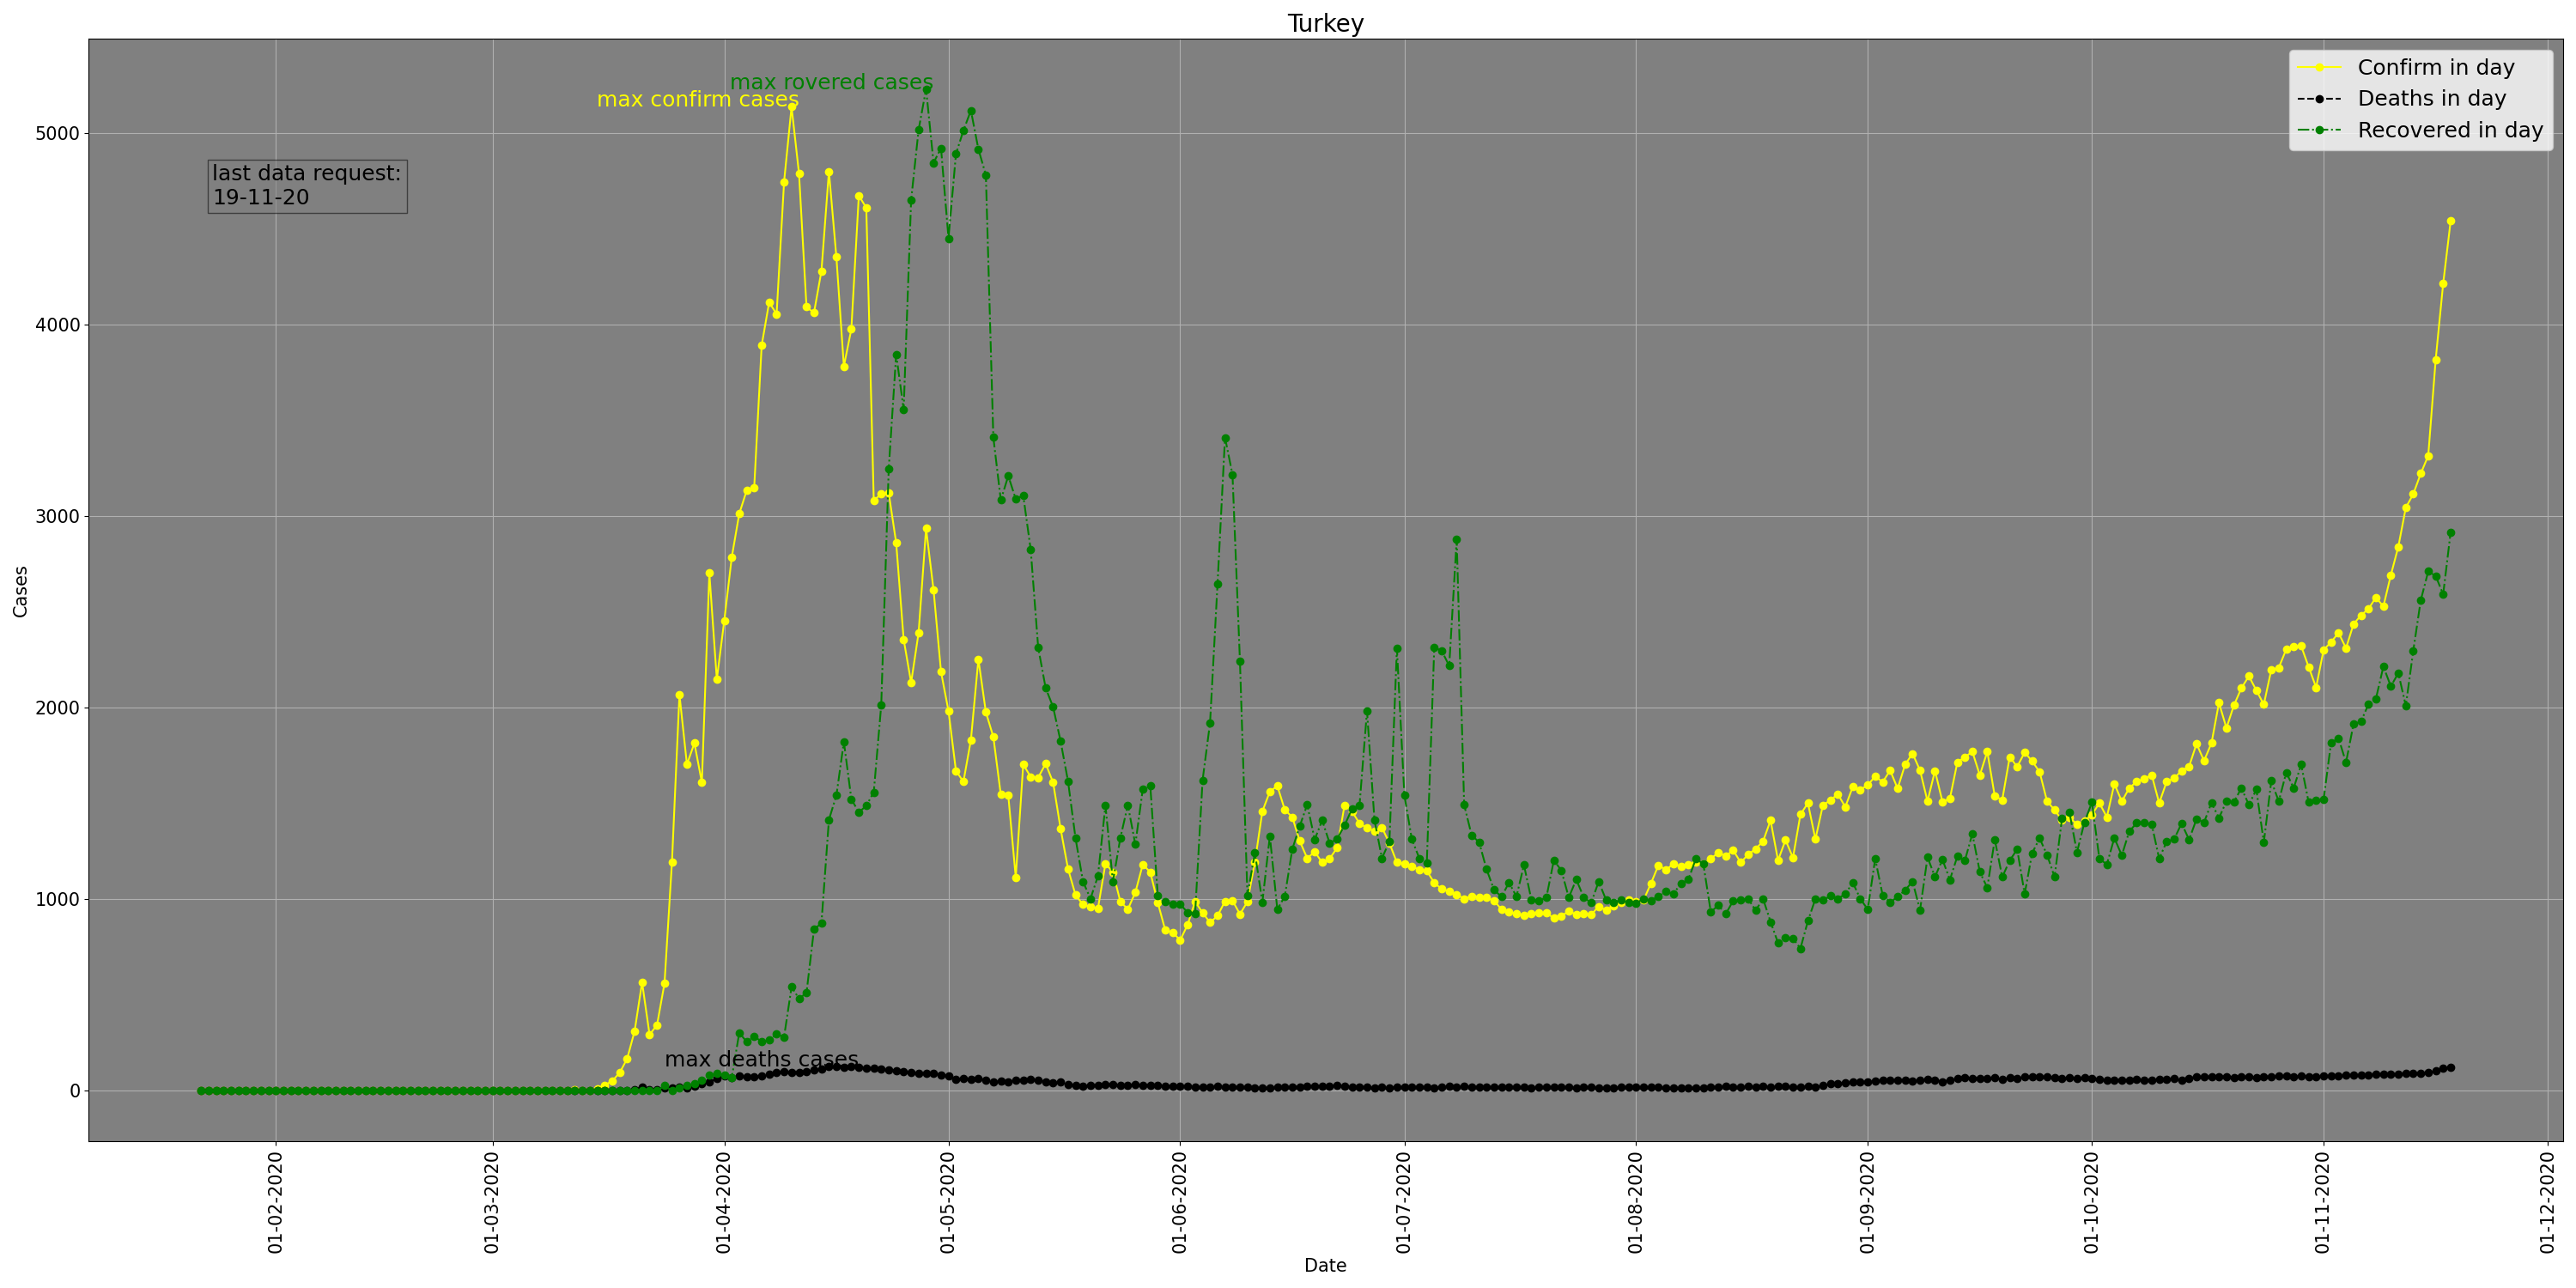 Turkey
max rovered cases
max confirm cases
last data request:
19-11-20
Confirm in day
Deaths in day
Recovered in day
5000
4000
3000
2000
1000
0
Cases
max deaths cases
01-02-2020
01-03-2020
01-04-2020
01-05-2020
01-06-2020
01-07-2020
01-08-2020
01-09-2020
01-10-2020
01-11-2020
01-12-2020
Date